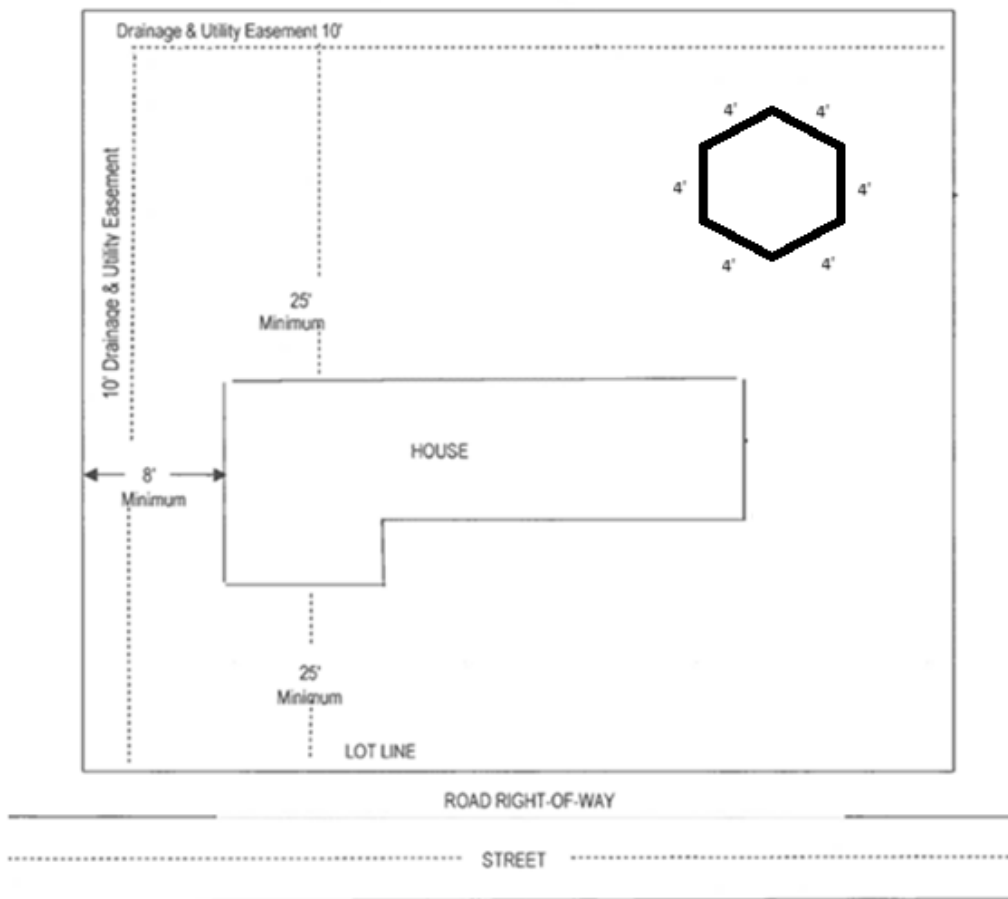 Drainage & Utility Easement 10'
4'
4'
10' Drainage & Utility Easement
4'
4'
4'
4'
25'
Minimum
HOUSE
8'
Minimum
25'
Minimum
LOT LINE
ROAD RIGHT-OF-WAY
STREET